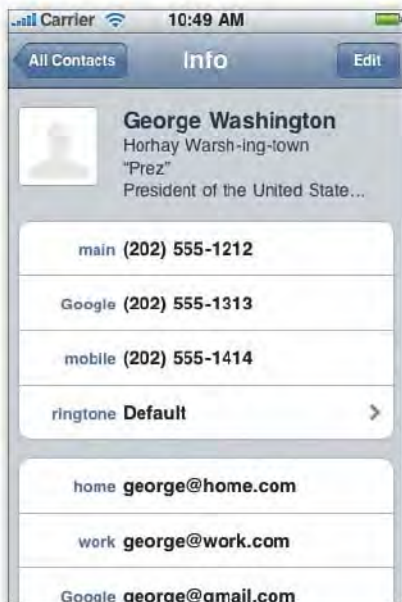 Carrier 10:49 AM
All Contacts Info Edit
George Washington
Horhay Warsh-ing-town
“Prez”
President of the United State...
main (202) 555-1212
Google (202) 555-1313
mobile (202) 555-1414
ringtone Default
home george@home.com
work george@work.com
Google george@gmail.com